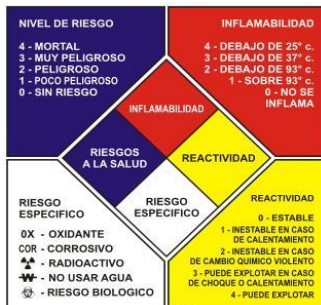 NIVEL DE RIESGO
4 - MORTAL
3 - MUY PELIGROSO
2 - PELIGROSO
1 - POCO PELIGROSO
0 - SIN RIESGO
INFLAMABILIDAD
4 - DEBAJO DE 25° c.
3 - DEBAJO DE 37° c.
2 - DEBAJO DE 93° c.
1 - SOBRE 93° c.
0 - NO SE
INFLAMA
INFLAMABILIDAD
RIESGOS
A LA SALUD
REACTIVIDAD
RIESGO
ESPECIFICO
RIESGO
ESPECIFICO
0X - OXIDANTE
COR - CORROSIVO
- RADIOACTIVO
W - NO USAR AGUA
- RIESGO BIOLOGICO
REACTIVIDAD
0 - ESTABLE
1 - INESTABLE EN CASO
DE CALENTAMIENTO
2 - INESTABLE EN CASO
DE CAMBIO QUIMICO VIOLENTO
3 - PUEDE EXPLOTAR EN CASO
DE CHOQUE O CALENTAMIENTO
4 - PUEDE EXPLOTAR